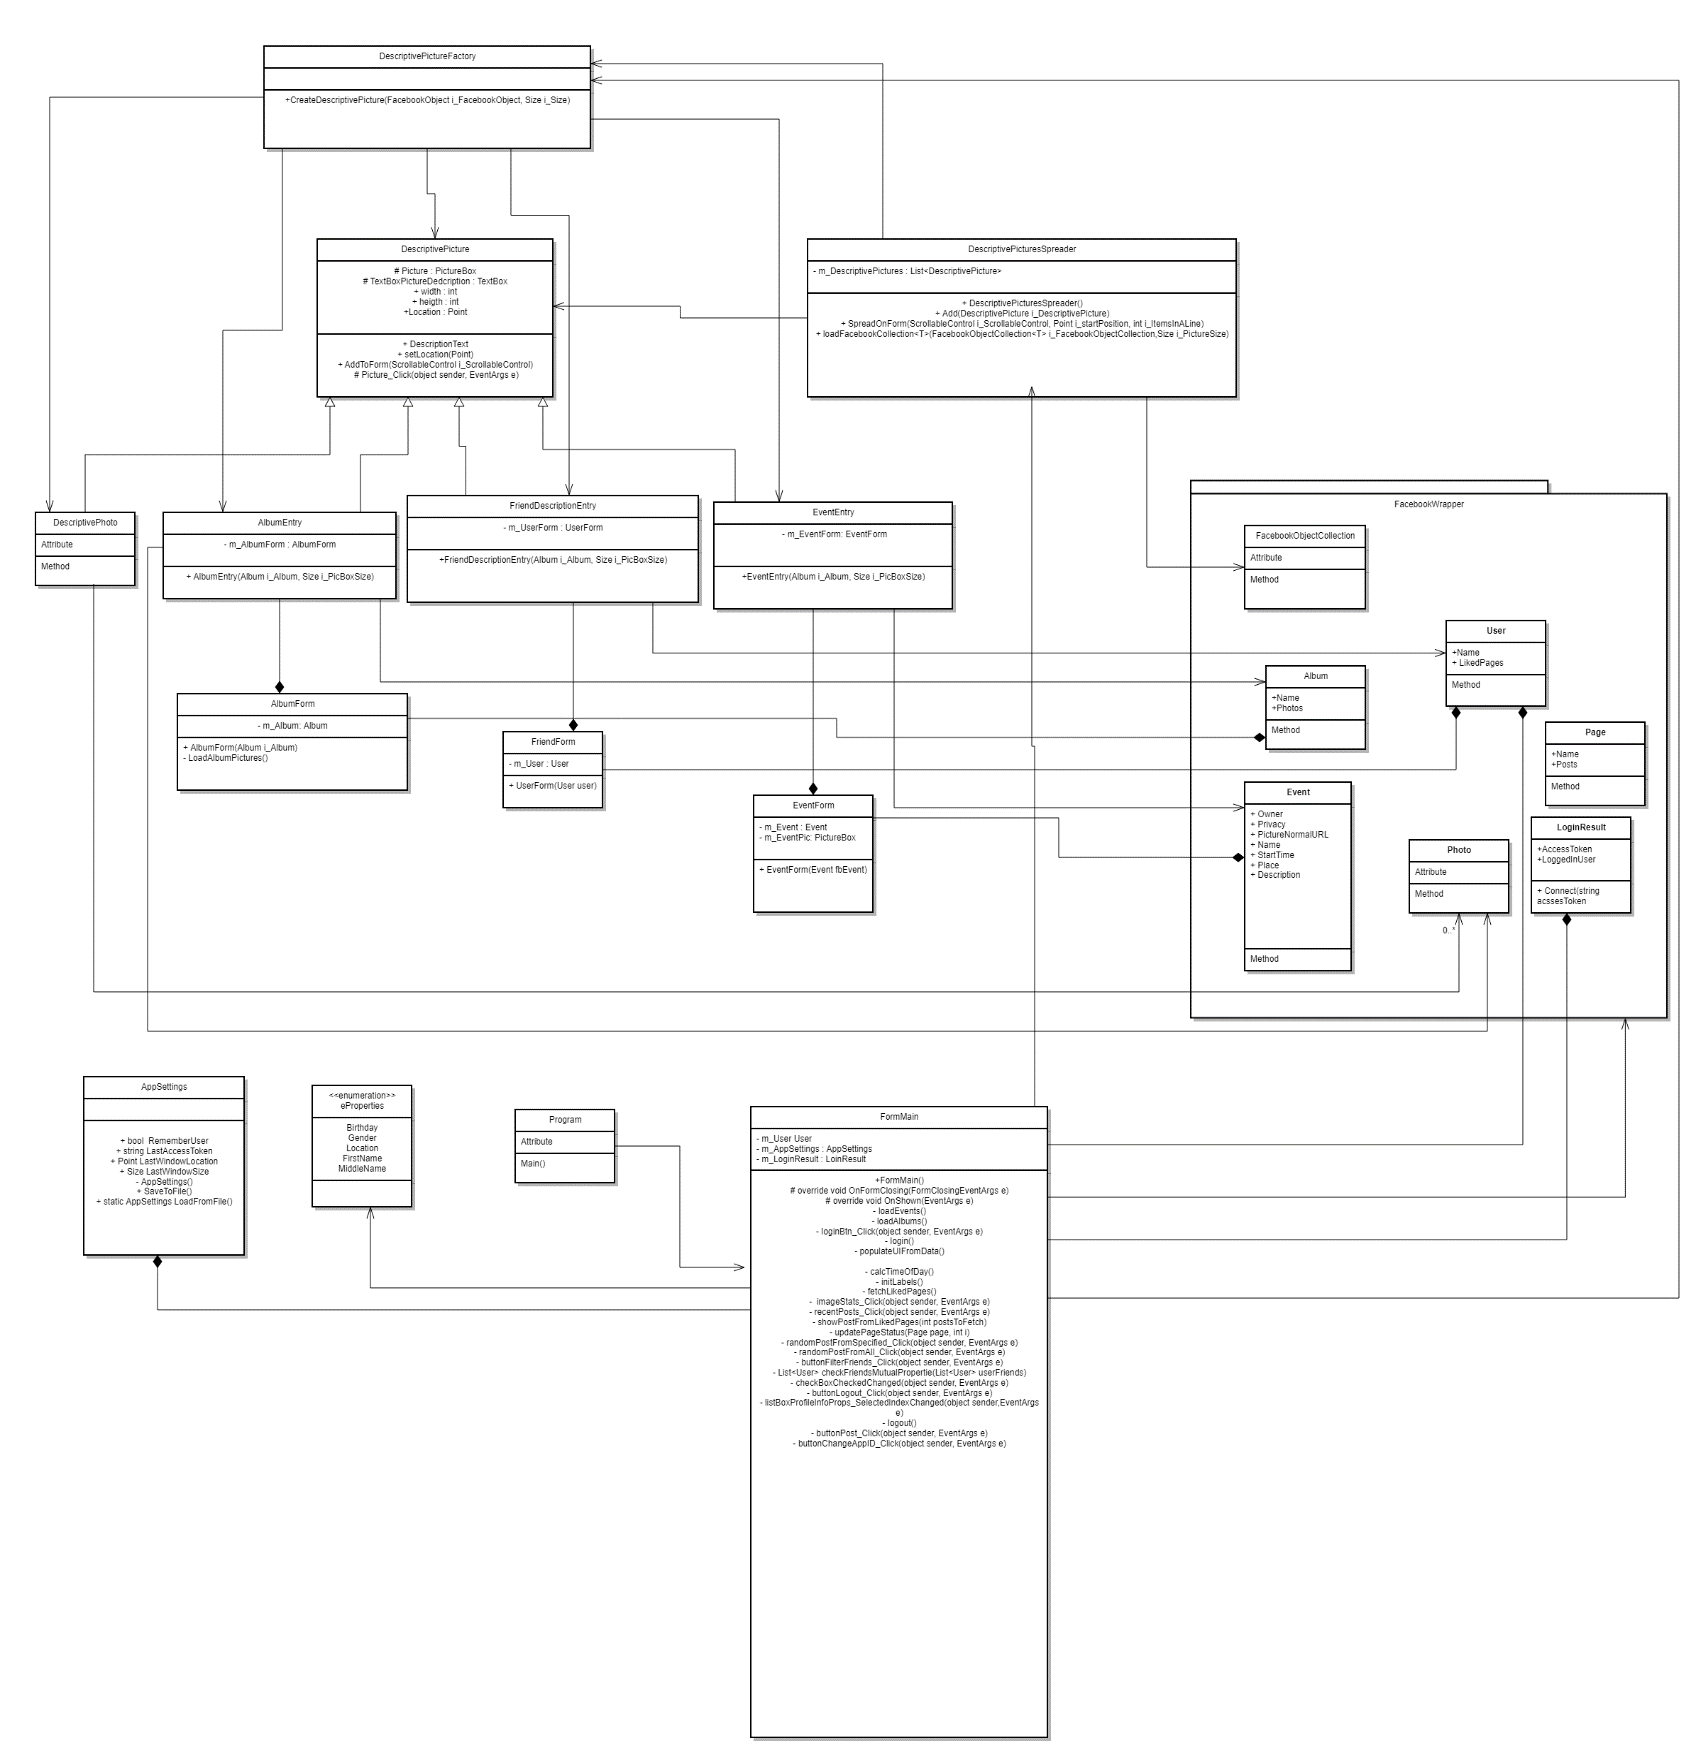 DescriptivePictureFactory
+CreateDescriptivePicture(FacebookObject i_FacebookObject, Size i_Size)
DescriptivePicture
# Picture : PictureBox
# TextBoxPictureDedcription : TextBox
+ width : int
+ heigth : int
+Location : Point
+ DescriptionText
+ setLocation(Point)
+ AddToForm(ScrollableControl i_ScrollableControl)
# Picture_Click(object sender, EventArgs e)
DescriptivePicturesSpreader
- m_DescriptivePictures : List<DescriptivePicture>
+ DescriptivePicturesSpreader()
+ Add(DescriptivePicture i_DescriptivePicture)
+ SpreadOnForm(ScrollableControl i_ScrollableControl, Point i_startPosition, int i_ItemsInALine)
+ loadFacebookCollection<T>(FacebookObjectCollection<T> i_FacebookObjectCollection,Size i_PictureSize)
DescriptivePhoto
Attribute
Method
AlbumEntry
- m_AlbumForm : AlbumForm
+ AlbumEntry(Album i_Album, Size i_PicBoxSize)
FriendDescriptionEntry
- m_UserForm : UserForm
+FriendDescriptionEntry(Album i_Album, Size i_PicBoxSize)
EventEntry
- m_EventForm: EventForm
+EventEntry(Album i_Album, Size i_PicBoxSize)
FacebookWrapper
FacebookObjectCollection
Attribute
Method
User
+Name
+ LikedPages
Method
Album
+Name
+Photos
Method
Page
+Name
+Posts
Method
AlbumForm
- m_Album: Album
+ AlbumForm(Album i_Album)
- LoadAlbumPictures()
FriendForm
- m_User : User
+ UserForm(User user)
EventForm
- m_Event : Event
- m_EventPic: PictureBox
+ EventForm(Event fbEvent)
Event
+ Owner
+ Privacy
+ PictureNormalURL
+ Name
+ StartTime
+ Place
+ Description
Method
Photo
Attribute
Method
0..*
LoginResult
+AccessToken
+LoggedInUser
+ Connect(string
acssesToken
AppSettings
+ bool  RememberUser
+ string LastAccessToken
+ Point LastWindowLocation
+ Size LastWindowSize
- AppSettings()
+ SaveToFile()
+ static AppSettings LoadFromFile()
<<enumeration>>
eProperties
Birthday
Gender
Location
FirstName
MiddleName
Program
Attribute
Main()
FormMain
- m_User User
- m_AppSettings : AppSettings
- m_LoginResult : LoinResult
+FormMain()
# override void OnFormClosing(FormClosingEventArgs e)
# override void OnShown(EventArgs e)
- loadEvents()
- loadAlbums()
- loginBtn_Click(object sender, EventArgs e)
- login()
- populateUIFromData()
- calcTimeOfDay()
- initLabels()
- fetchLikedPages()
- imageStats_Click(object sender, EventArgs e)
- recentPosts_Click(object sender, EventArgs e)
- showPostFromLikedPages(int postsToFetch)
- updatePageStatus(Page page, int i)
- randomPostFromSpecified_Click(object sender, EventArgs e)
- randomPostFromAll_Click(object sender, EventArgs e)
- buttonFilterFriends_Click(object sender, EventArgs e)
- List<User> checkFriendsMutualPropertie(List<User> userFriends)
- checkBoxCheckedChanged(object sender, EventArgs e)
- buttonLogout_Click(object sender, EventArgs e)
- listBoxProfileInfoProps_SelectedIndexChanged(object sender,EventArgs
e)
- logout()
- buttonPost_Click(object sender, EventArgs e)
- buttonChangeAppID_Click(object sender, EventArgs e)